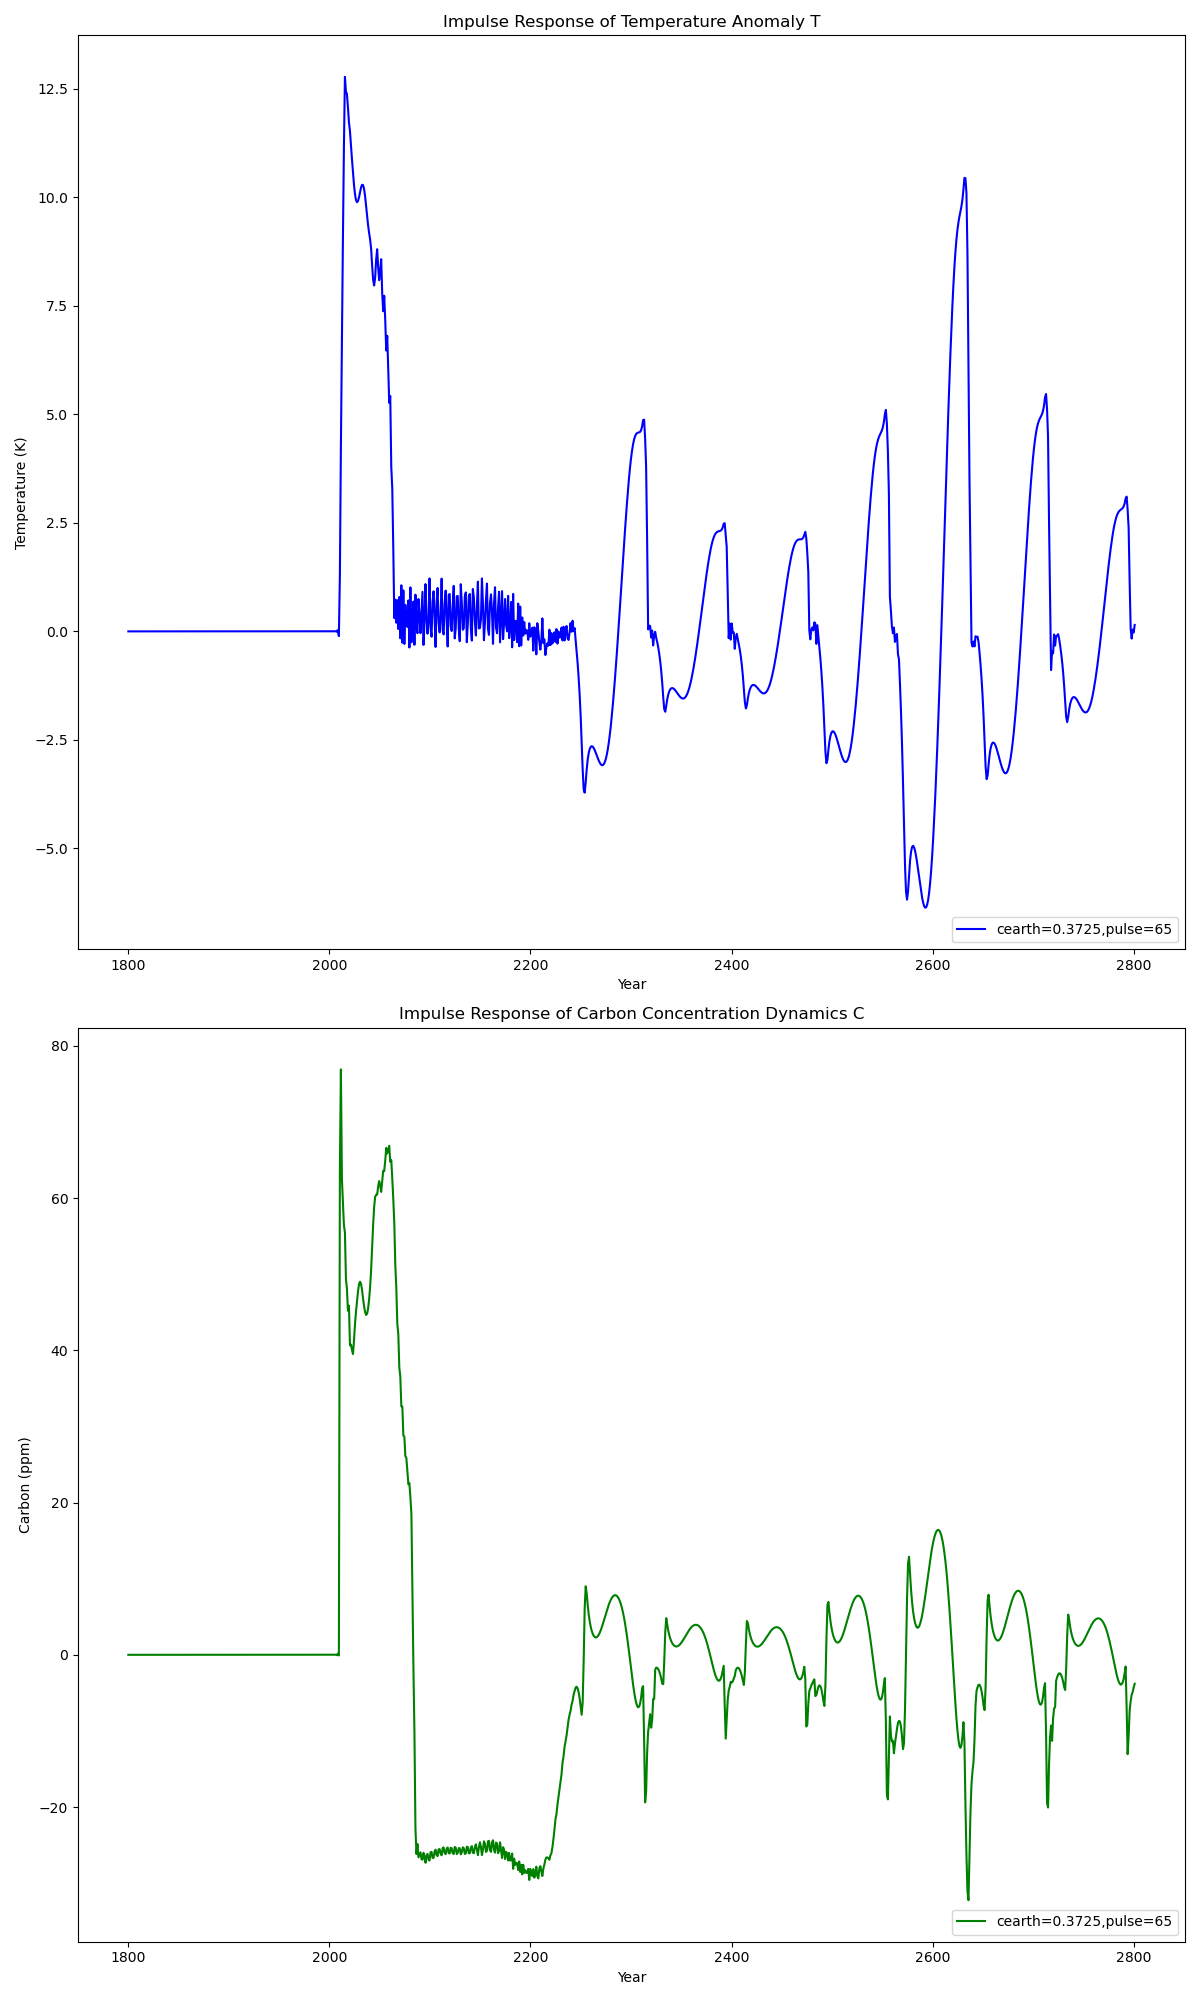 Impulse Response of Temperature Anomaly T
12.5
10.0
7.5
5.0
2.5
0.0
−2.5
−5.0
Temperature (K)
cearth=0.3725,pulse=65
1800 2000 2200 2400 2600 2800
Year
Impulse Response of Carbon Concentration Dynamics C
80
60
40
20
0
−20
Carbon (ppm)
cearth=0.3725,pulse=65
1800 2000 2200 2400 2600 2800
Year